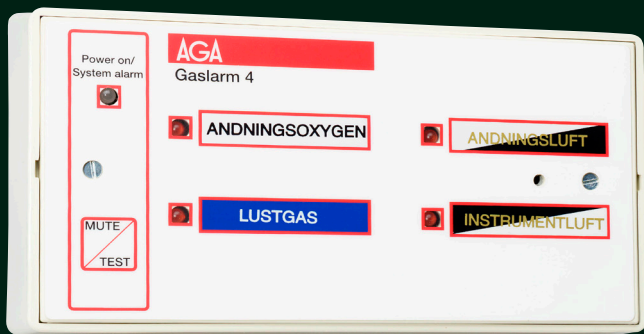 Power on/
System alarm
MUTE
TEST
AGA
Gaslarm 4
ANDNINGSOXYGEN
ANDNINGSLUFT
LUSTGAS
INSTRUMENTLUFT